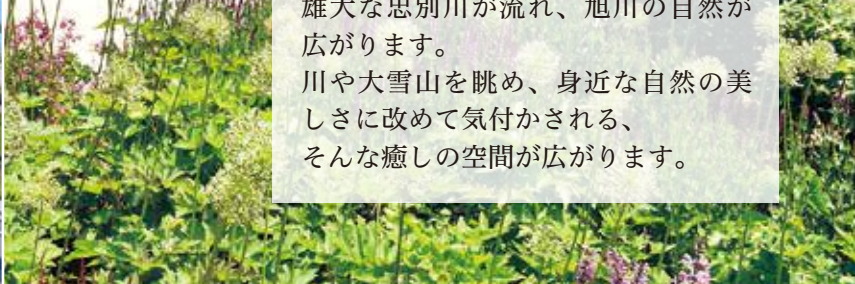 雄大な忠別川が流れ、旭川の自然が
広がります。
川や大雪山を眺め、身近な自然の美
しさに改めて気付かされる、
そんな癒しの空間が広がります。